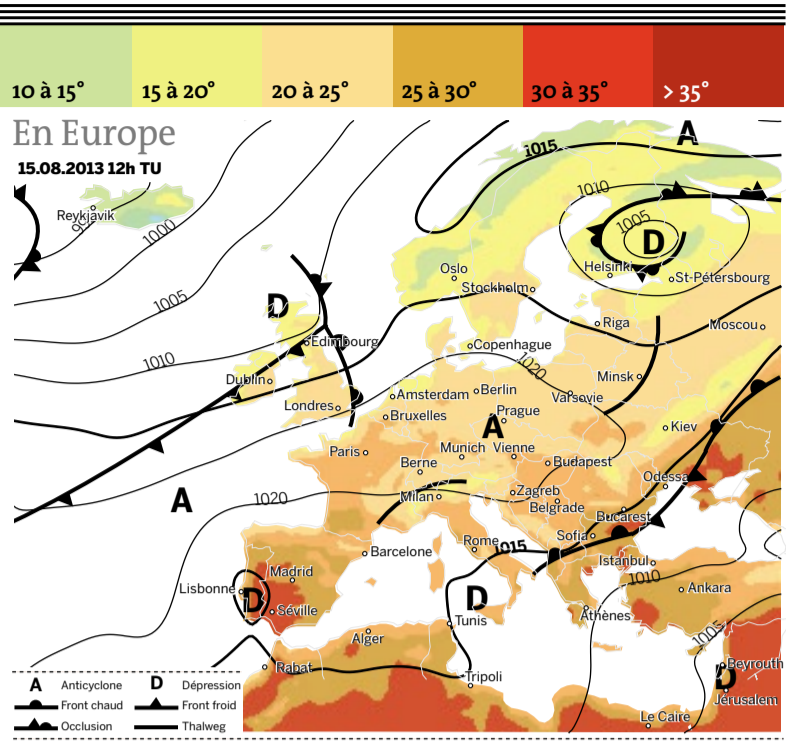 10 à 15° 15 à 20° 20 à 25° 25 à 30° 30 à 35° > 35°
En Europe
15.08.2013 12h TU
A
1015
1010
Reykjavik
1000
1005
D
Helsinki
Oslo
St-Pétersbourg
Stockholm
1005
D
Riga
Moscou
Edimbourg
Copenhague
1010
1020
Dublin
Minsk
Amsterdam
Berlin
Varsovie
Londres
Bruxelles
Prague
A
Kiev
Paris
Munich
Vienne
Berne
Budapest
Odessa
A
1020
Milan
Zagreb
Belgrade
Bucarest
Rome
1015
Sofia
Barcelone
Istanbul
1010
Madrid
Lisbonne
D
Ankara
D
Séville
Tunis
Athènes
Alger
1005
Rabat
Beyrouth
Tripoli
D
Jérusalem
Le Caire
A Anticyclone D Dépression
Front chaud Front froid
Occlusion Thalweg